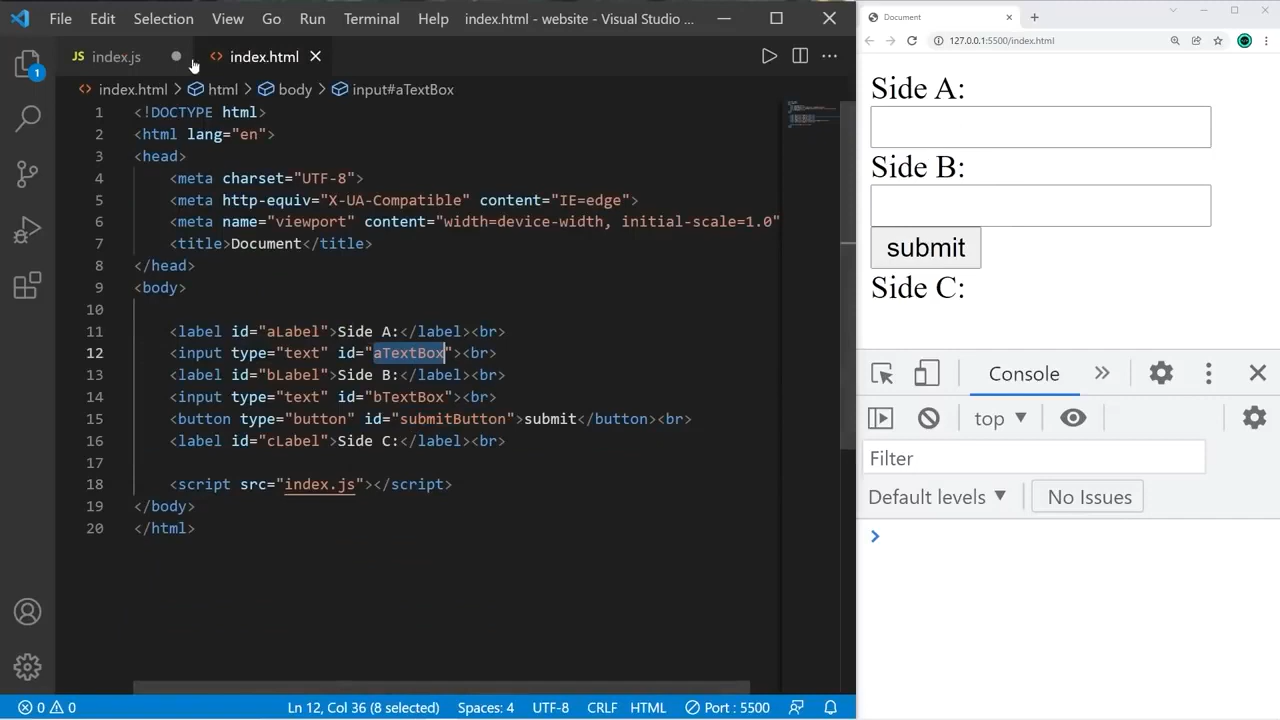 File Edit Selection View Go Run Terminal Help index.html - website - Visual Studio ...
JS index.js <> index.html
<> index.html > html > body > input#aTextBox
1 <!DOCTYPE html>
2 <html lang="en">
3 <head>
4 <meta charset="UTF-8">
5 <meta http-equiv="X-UA-Compatible" content="IE=edge">
6 <meta name="viewport" content="width=device-width, initial-scale=1.0"
7 <title>Document</title>
8 </head>
9 <body>
10
11 <label id="aLabel">Side A:</label><br>
12 <input type="text" id="aTextBox"><br>
13 <label id="bLabel">Side B:</label><br>
14 <input type="text" id="bTextBox"><br>
15 <button type="button" id="submitButton">submit</button><br>
16 <label id="cLabel">Side C:</label><br>
17
18 <script src="index.js"></script>
19 </body>
20 </html>
1
0 0 Ln 12, Col 36 (8 selected) Spaces: 4 UTF-8 CRLF HTML Port : 5500
Document
127.0.0.1:5500/index.html
Side A:
Side B:
submit
Side C:
Console
top
Filter
Default levels No Issues